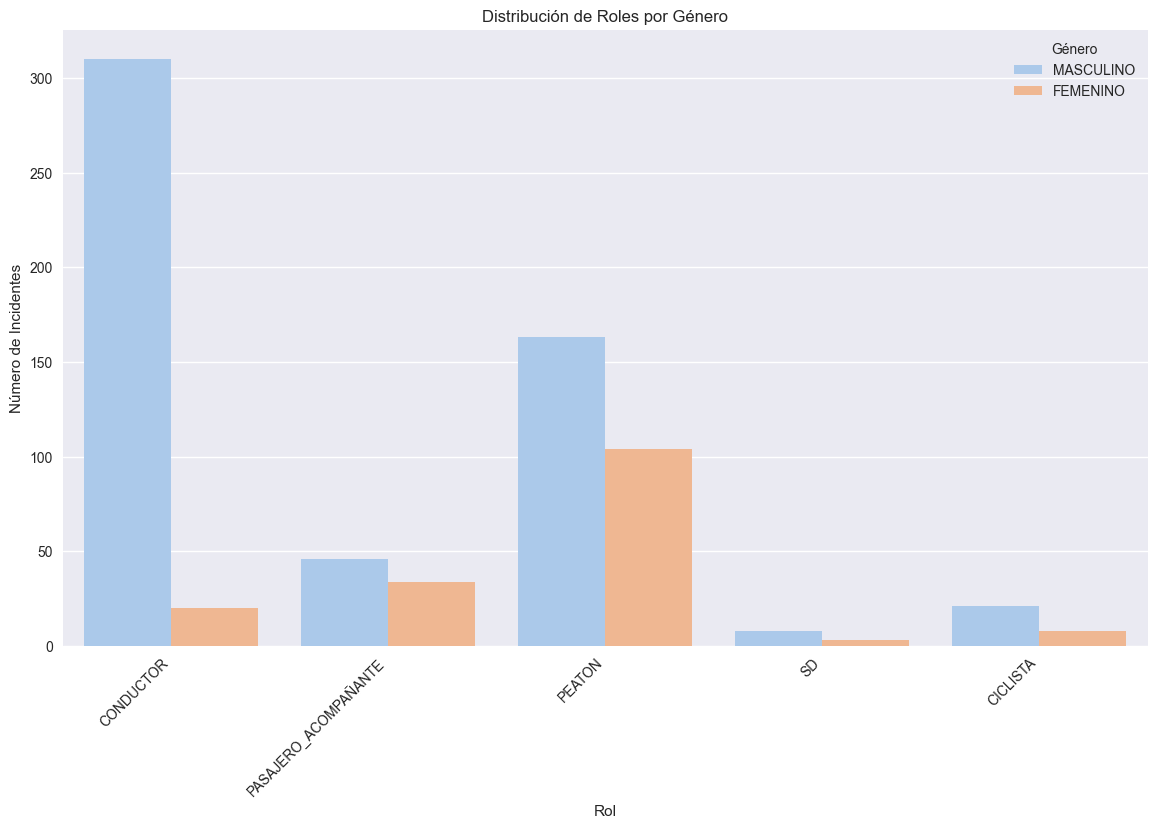 Distribución de Roles por Género
Género
MASCULINO
FEMENINO
Número de Incidentes
300
250
200
150
100
50
0
CONDUCTOR
PASAJERO_ACOMPAÑANTE
PEATON
SD
CICLISTA
Rol